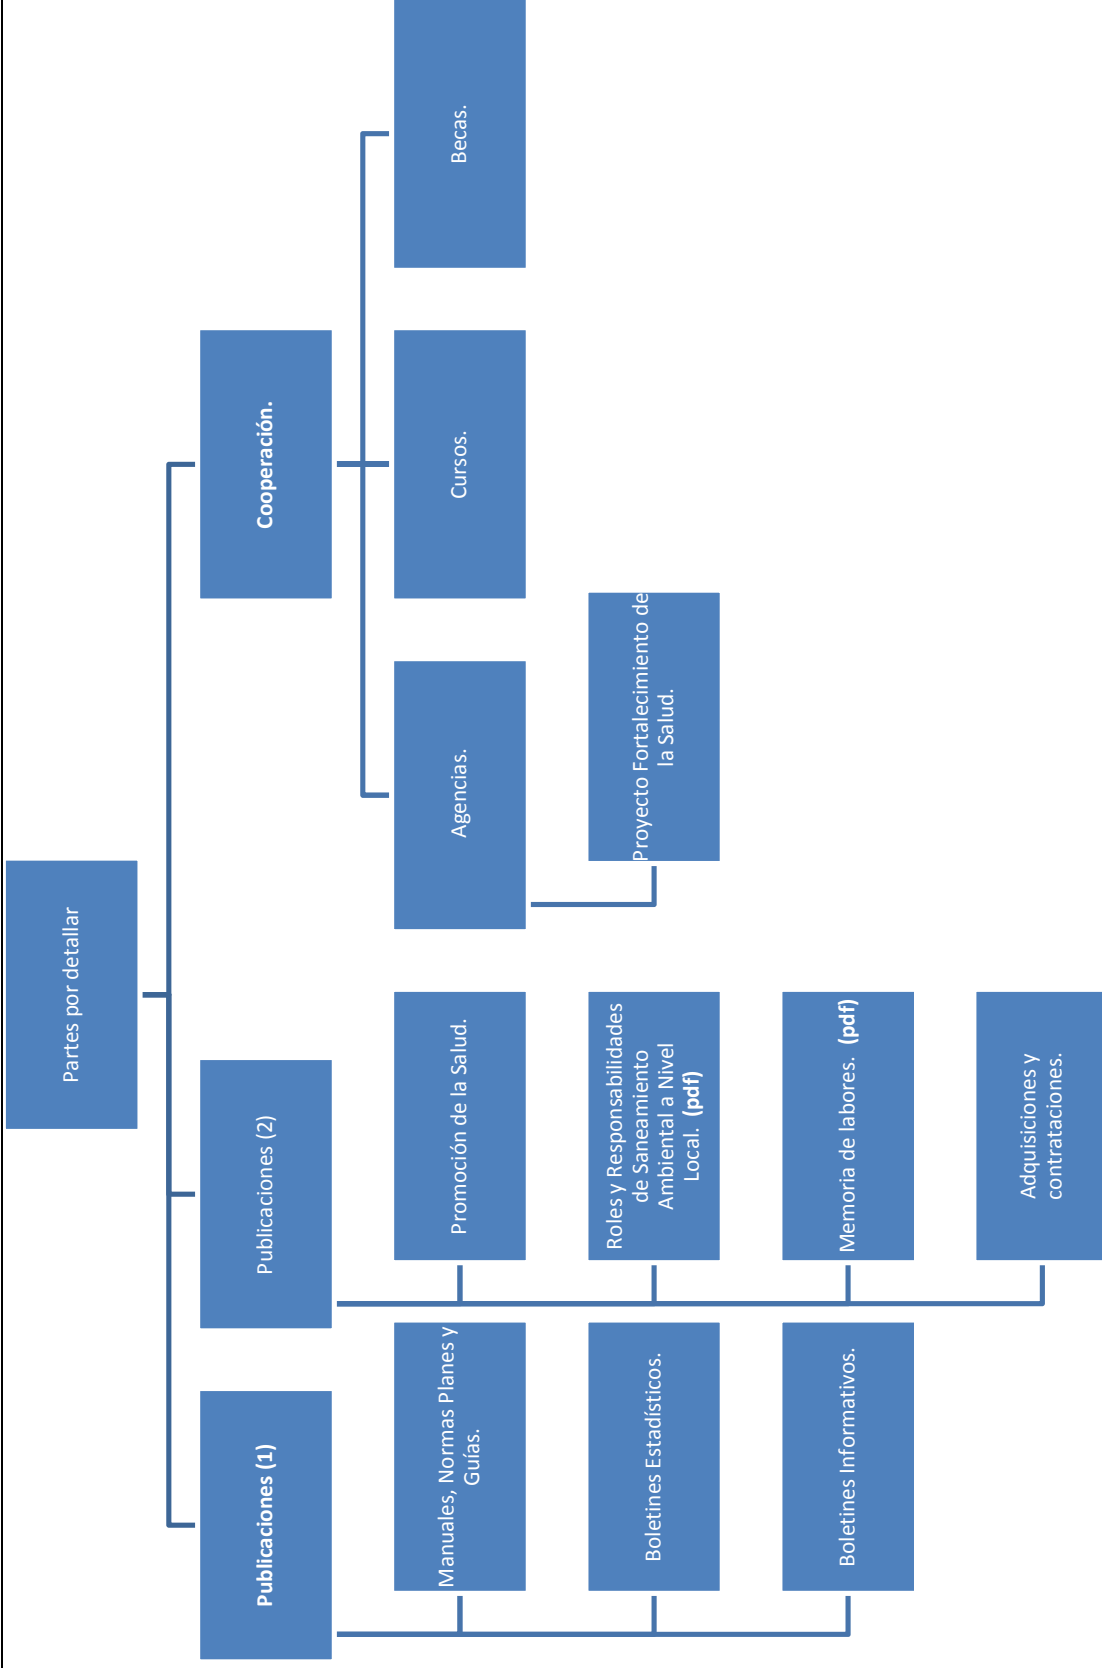 Partes por detallar
Publicaciones (1)
Manuales, Normas Planes y
Guías.
Boletines Estadísticos.
Boletines Informativos.
Publicaciones (2)
Promoción de la Salud.
Roles y Responsabilidades
de Saneamiento
Ambiental a Nivel
Local. (pdf)
Memoria de labores. (pdf)
Adquisiciones y
contrataciones.
Cooperación.
Agencias.
Proyecto Fortalecimiento de
la Salud.
Cursos.
Becas.